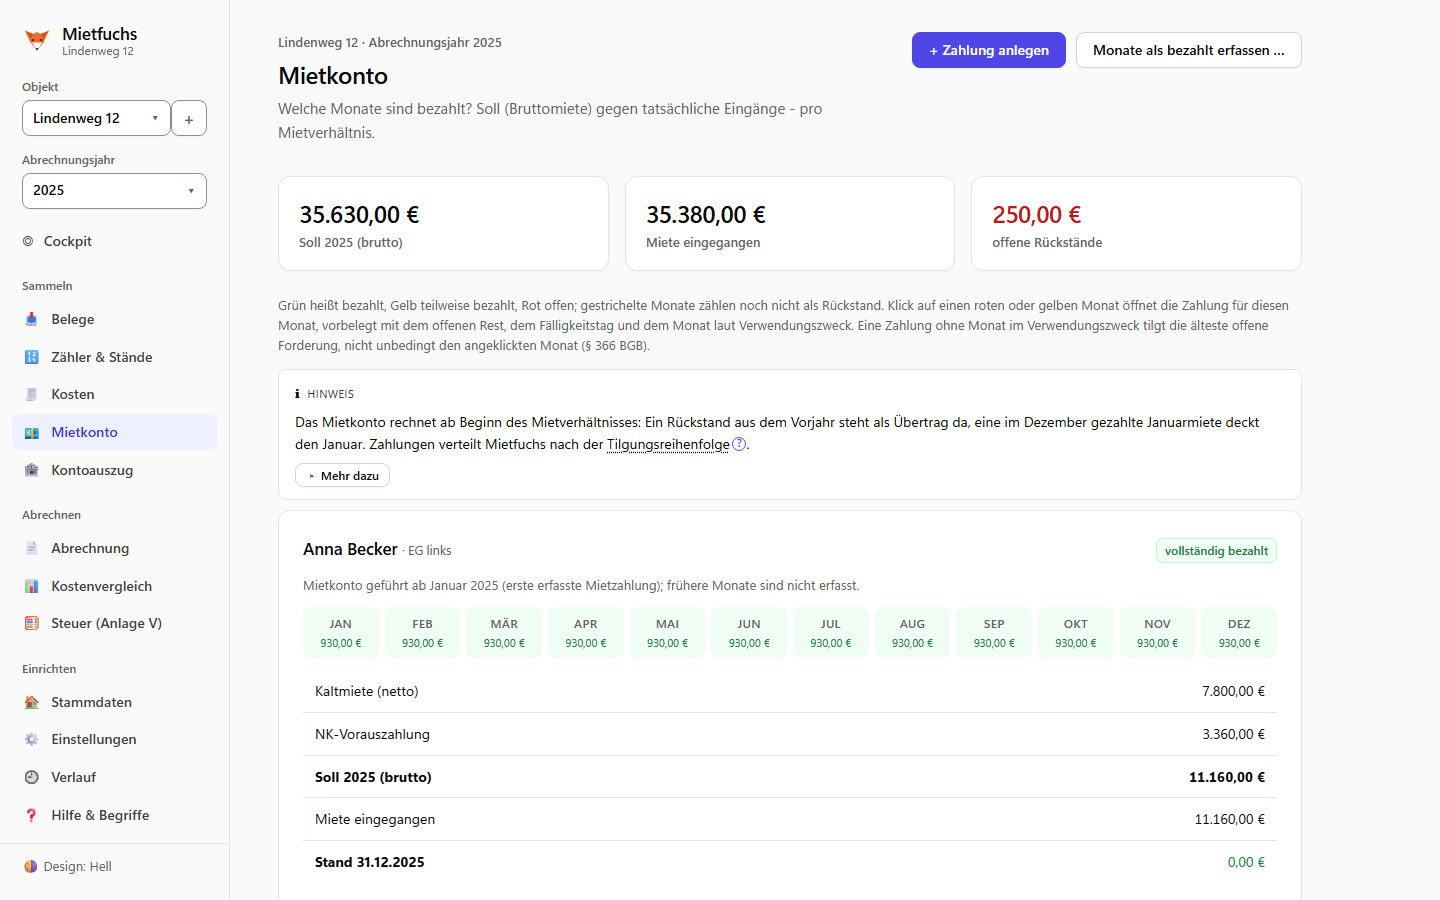 Mietfuchs
Lindenweg 12
Objekt
Lindenweg 12
+
Abrechnungsjahr
2025
Cockpit
Sammeln
Belege
Zähler & Stände
Kosten
Mietkonto
Kontoauszug
Abrechnen
Abrechnung
Kostenvergleich
Steuer (Anlage V)
Einrichten
Stammdaten
Einstellungen
Verlauf
Hilfe & Begriffe
Design: Hell
Lindenweg 12 · Abrechnungsjahr 2025
Mietkonto
Welche Monate sind bezahlt? Soll (Bruttomiete) gegen tatsächliche Eingänge - pro
Mietverhältnis.
+ Zahlung anlegen
Monate als bezahlt erfassen ...
35.630,00 €
Soll 2025 (brutto)
35.380,00 €
Miete eingegangen
250,00 €
offene Rückstände
Grün heißt bezahlt, Gelb teilweise bezahlt, Rot offen; gestrichelte Monate zählen noch nicht als Rückstand. Klick auf einen roten oder gelben Monat öffnet die Zahlung für diesen
Monat, vorbelegt mit dem offenen Rest, dem Fälligkeitstag und dem Monat laut Verwendungszweck. Eine Zahlung ohne Monat im Verwendungszweck tilgt die älteste offene
Forderung, nicht unbedingt den angeklickten Monat (§ 366 BGB).
ℹ HINWEIS
Das Mietkonto rechnet ab Beginn des Mietverhältnisses: Ein Rückstand aus dem Vorjahr steht als Übertrag da, eine im Dezember gezahlte Januarmiete deckt
den Januar. Zahlungen verteilt Mietfuchs nach der Tilgungsreihenfolge ?.
Mehr dazu
Anna Becker · EG links
vollständig bezahlt
Mietkonto geführt ab Januar 2025 (erste erfasste Mietzahlung); frühere Monate sind nicht erfasst.
JAN FEB MÄR APR MAI JUN JUL AUG SEP OKT NOV DEZ
930,00 € 930,00 € 930,00 € 930,00 € 930,00 € 930,00 € 930,00 € 930,00 € 930,00 € 930,00 € 930,00 € 930,00 €
Kaltmiete (netto) 7.800,00 €
NK-Vorauszahlung 3.360,00 €
Soll 2025 (brutto) 11.160,00 €
Miete eingegangen 11.160,00 €
Stand 31.12.2025 0,00 €